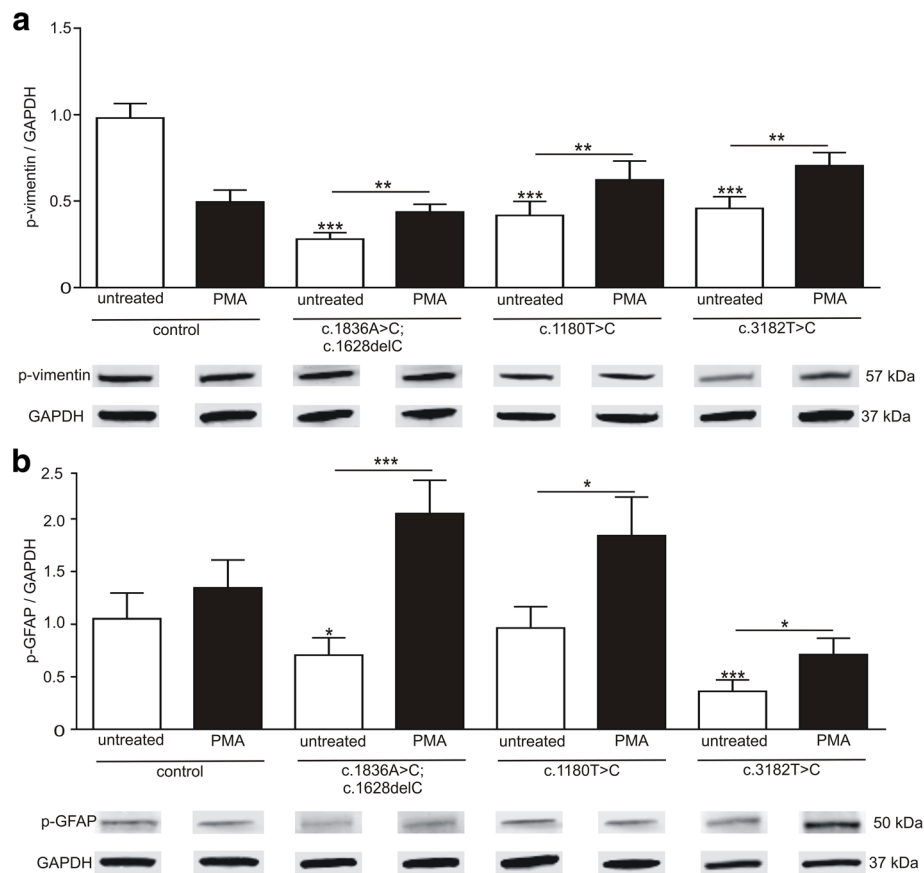 a
1.5
1.0
0.5
0
p-vimentin / GAPDH
**
**
**
***
***
***
untreated PMA untreated PMA untreated PMA untreated PMA
control c.1836A>C; c.1180T>C c.3182T>C
c.1628delC
p-vimentin 57 kDa
GAPDH 37 kDa
b
2.5
2.0
1.5
1.0
0.5
0
p-GFAP / GAPDH
***
*
*
*
***
untreated PMA untreated PMA untreated PMA untreated PMA
control c.1836A>C; c.1180T>C c.3182T>C
c.1628delC
p-GFAP 50 kDa
GAPDH 37 kDa